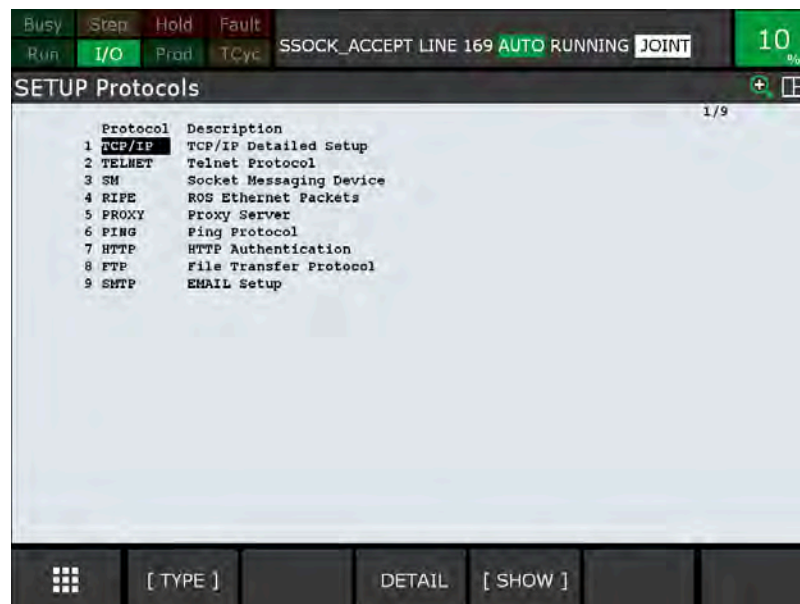 Busy Step Hold Fault
Run I/O Prod TCyc
SSOCK_ACCEPT LINE 169 AUTO RUNNING JOINT
10
%
SETUP Protocols
1/9
Protocol Description
1 TCP/IP TCP/IP Detailed Setup
2 TELNET Telnet Protocol
3 SM Socket Messaging Device
4 RIPE ROS Ethernet Packets
5 PROXY Proxy Server
6 PING Ping Protocol
7 HTTP HTTP Authentication
8 FTP File Transfer Protocol
9 SMTP EMAIL Setup
[ TYPE ] DETAIL [ SHOW ]